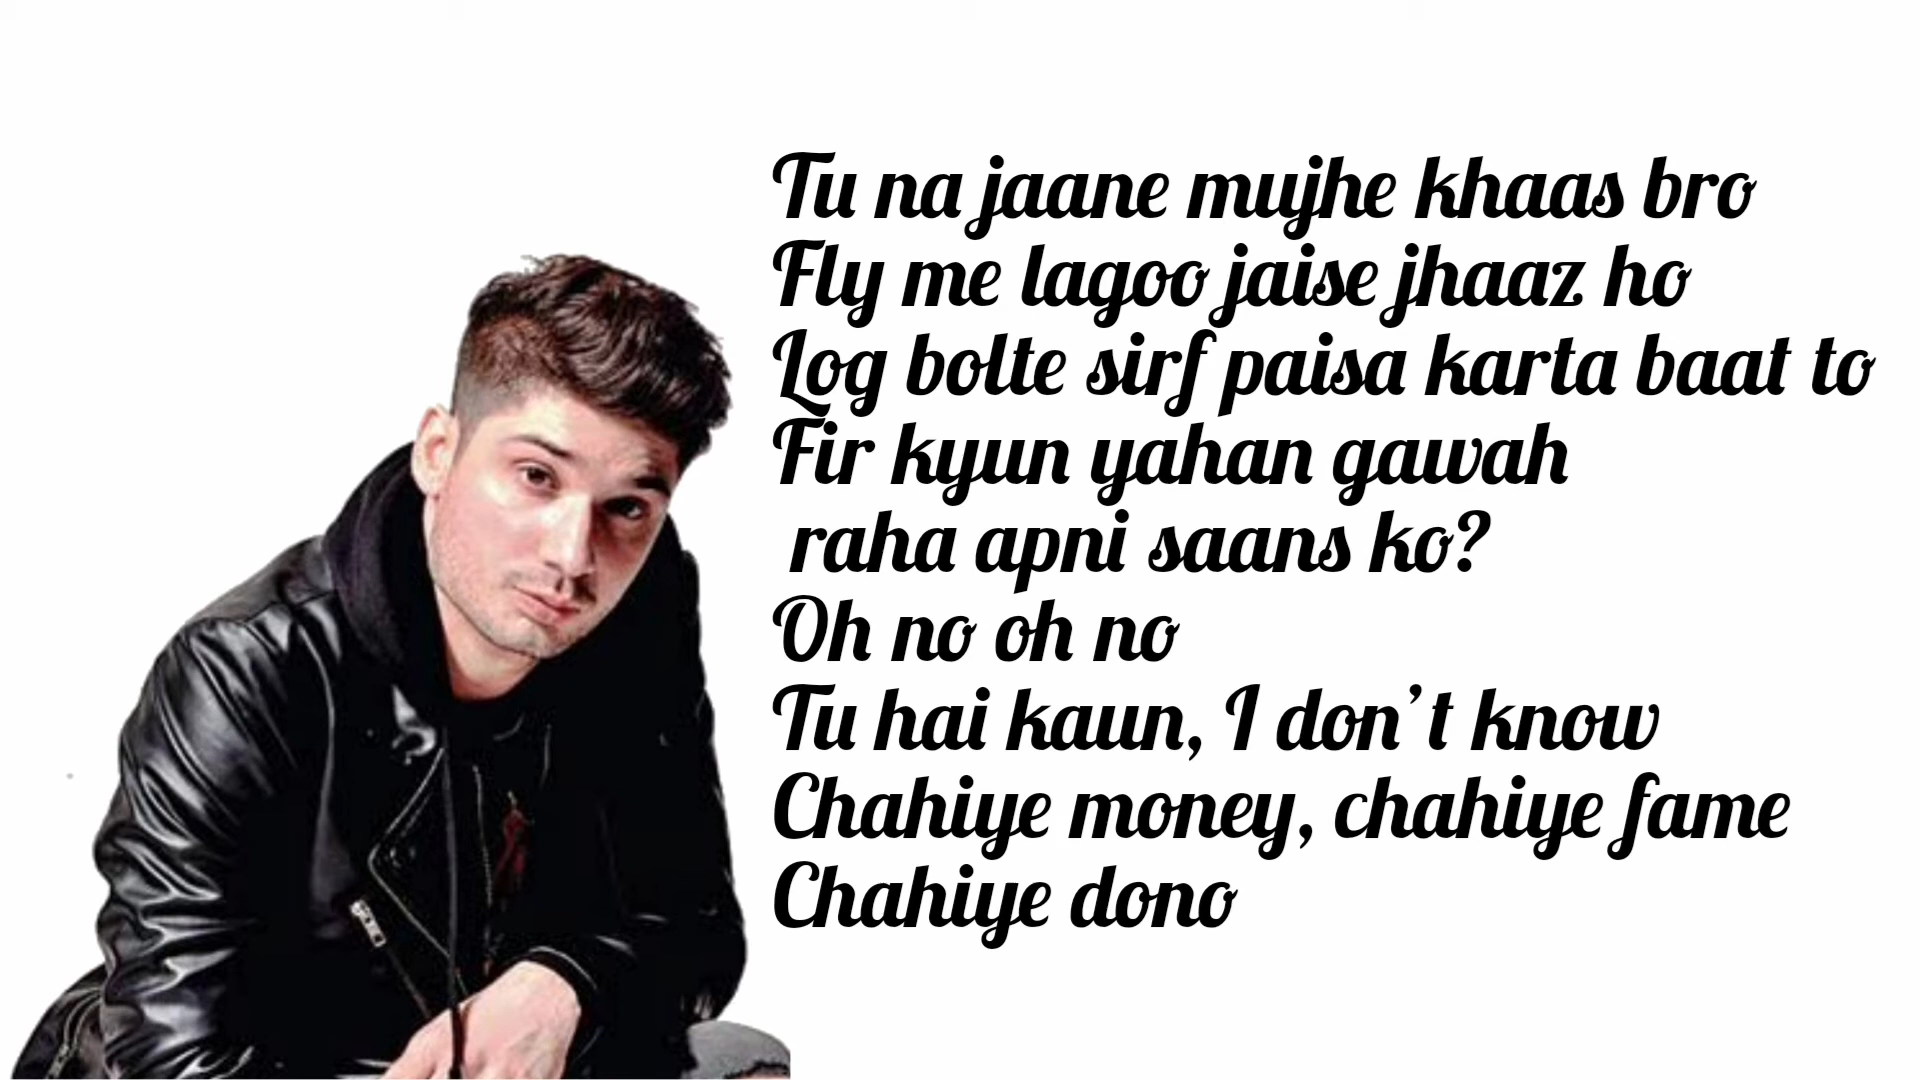 Tu na jaane mujhe khaas bro
Fly me lagoo jaise jhaaz ho
Log bolte sirf paisa karta baat to
Fir kyun yahan gawah
raha apni saans ko?
Oh no oh no
Tu hai kaun, I don’t know
Chahiye money, chahiye fame
Chahiye dono